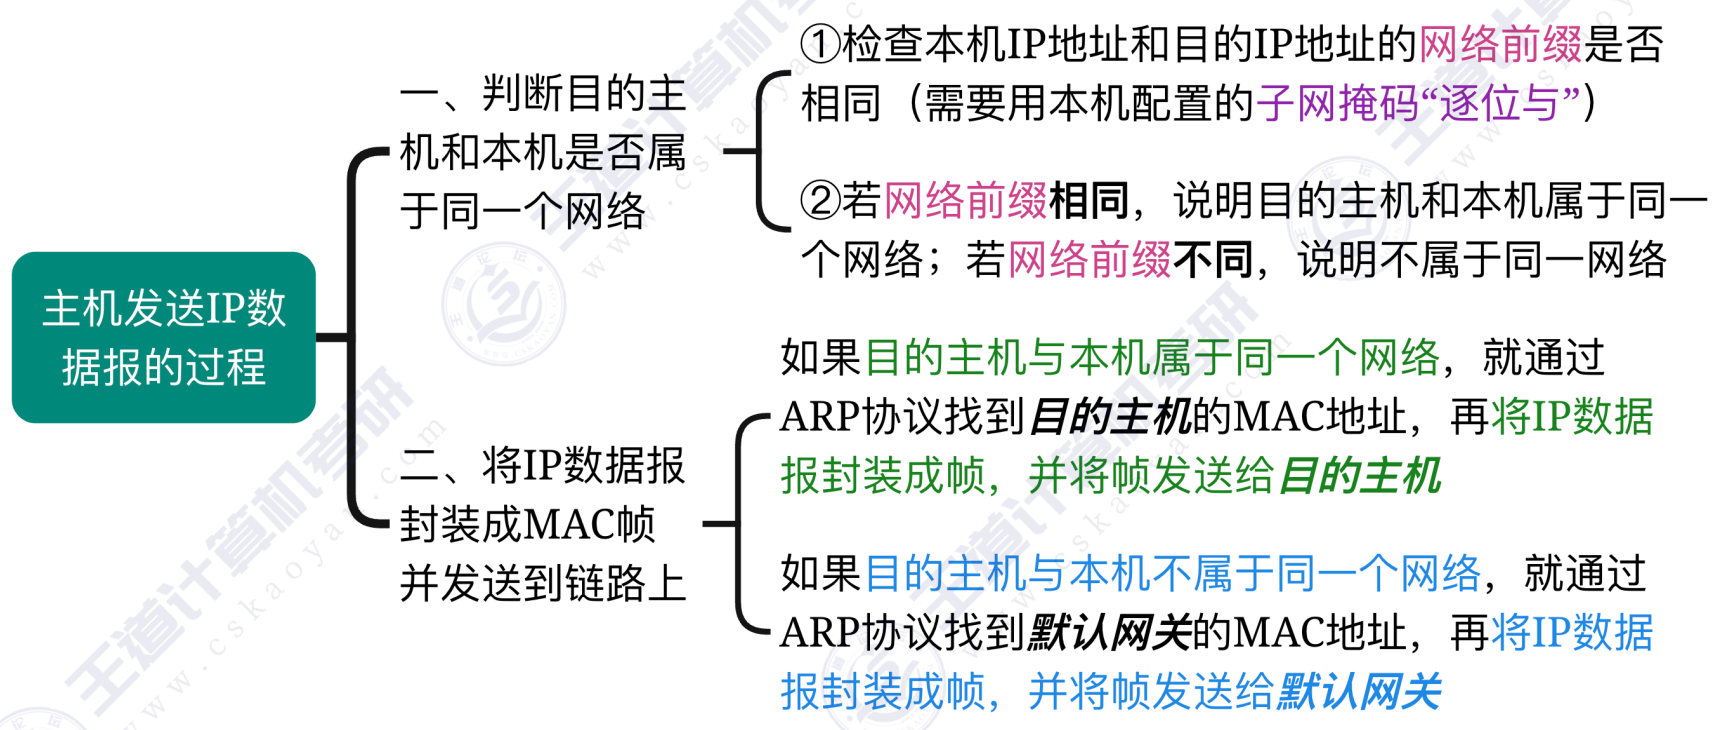 主机发送IP数
据报的过程
一、判断目的主
机和本机是否属
于同一个网络
①检查本机IP地址和目的IP地址的网络前缀是否
相同（需要用本机配置的子网掩码“逐位与”）
②若网络前缀相同，说明目的主机和本机属于同一
个网络；若网络前缀不同，说明不属于同一网络
二、将IP数据报
封装成MAC帧
并发送到链路上
如果目的主机与本机属于同一个网络，就通过
ARP协议找到目的主机的MAC地址，再将IP数据
报封装成帧，并将帧发送给目的主机
如果目的主机与本机不属于同一个网络，就通过
ARP协议找到默认网关的MAC地址，再将IP数据
报封装成帧，并将帧发送给默认网关
王道计算机考研
www.cskaoyan.com